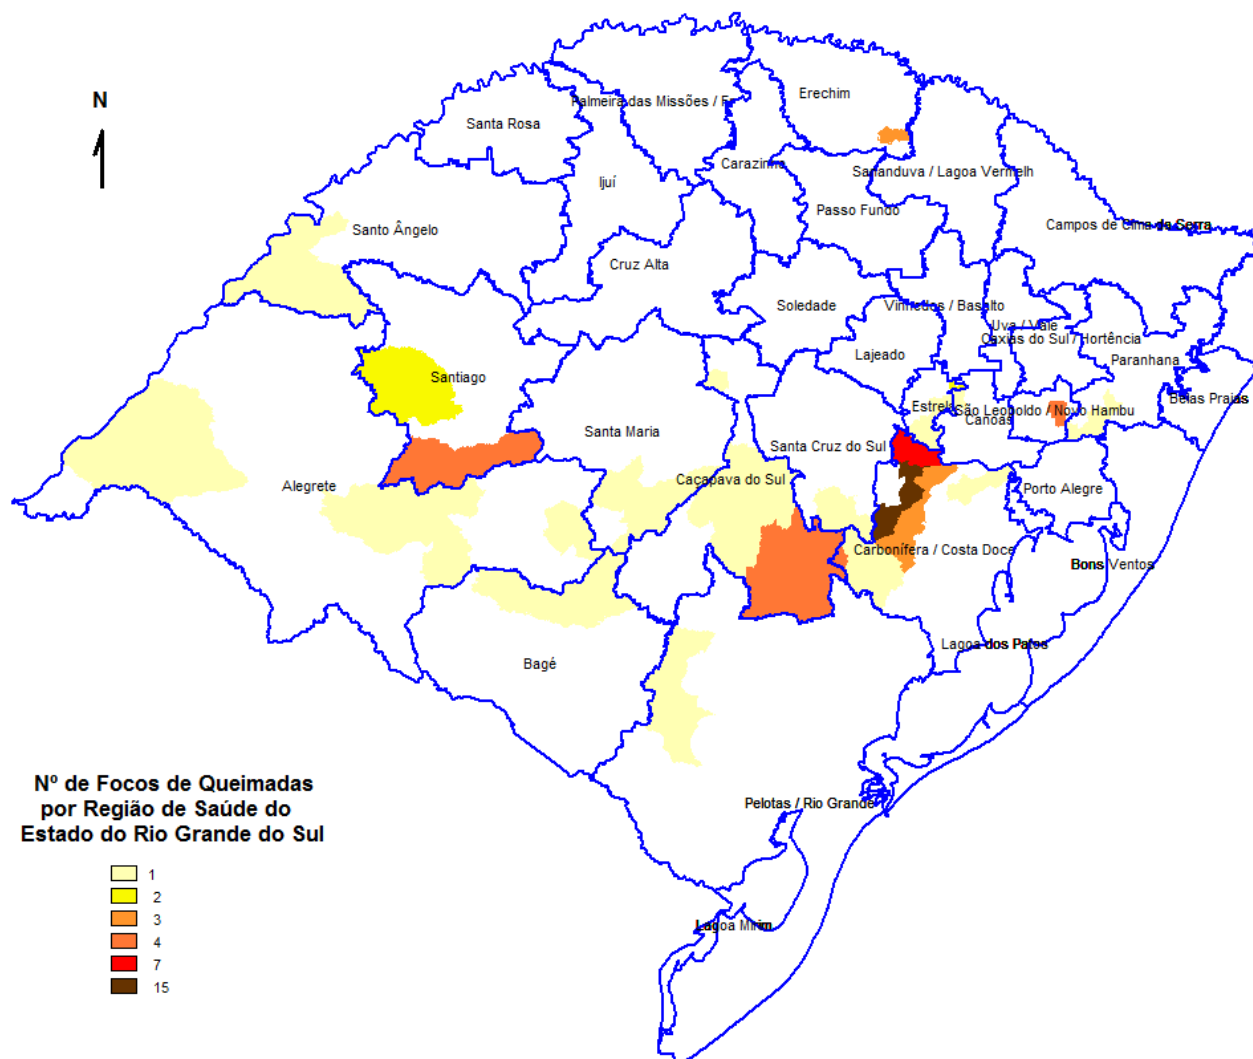 N
Erechim
Palmeira das Missões / F
Santa Rosa
Carazinho
Sananduva / Lagoa Vermelh
Ijuí
Passo Fundo
Campos de Cima da Serra
Santo Ângelo
Cruz Alta
Soledade
Vinhedos / Basalto
Uva / Vale
Caxias do Sul / Hortência
Lajeado
Paranhana
Santiago
Belas Praias
Estrela
São Leopoldo / Novo Hambu
Canoas
Santa Maria
Santa Cruz do Sul
Caçapava do Sul
Alegrete
Porto Alegre
Carbonífera / Costa Doce
Bons Ventos
Lagoa dos Patos
Bagé
Pelotas / Rio Grande
Lagoa Mirim
Nº de Focos de Queimadas
por Região de Saúde do
Estado do Rio Grande do Sul
1
2
3
4
7
15